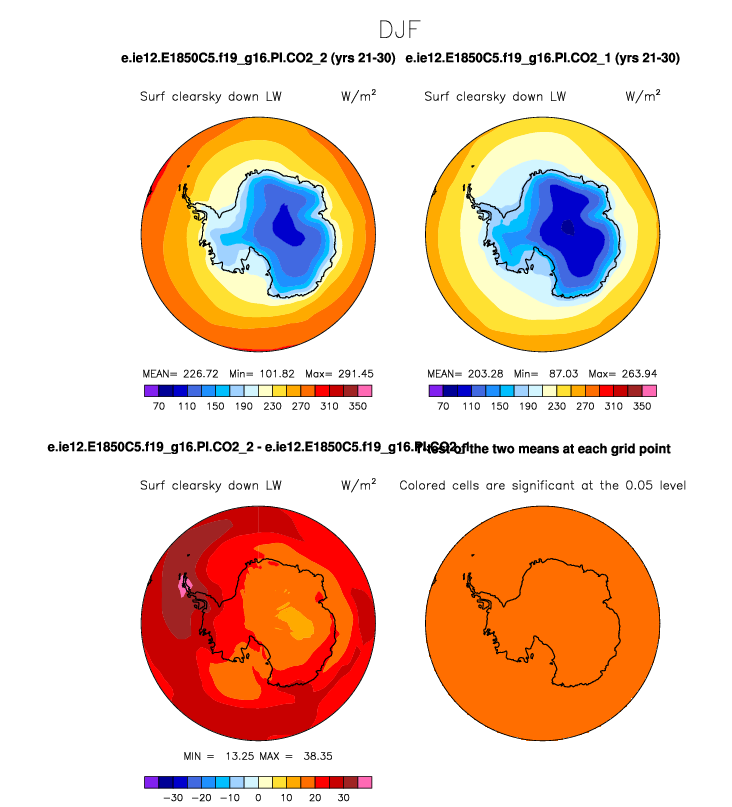 DJF
e.ie12.E1850C5.f19_g16.PI.CO2_2 (yrs 21-30) e.ie12.E1850C5.f19_g16.PI.CO2_1 (yrs 21-30)
Surf clearsky down LW W/m² Surf clearsky down LW W/m²
MEAN= 226.72 Min= 101.82 Max= 291.45 MEAN= 203.28 Min= 87.03 Max= 263.94
70 110 150 190 230 270 310 350 70 110 150 190 230 270 310 350
e.ie12.E1850C5.f19_g16.PI.CO2_2 - e.ie12.E1850C5.f19_g16.PI.CO2_1 T-test of the two means at each grid point
Surf clearsky down LW W/m² Colored cells are significant at the 0.05 level
MIN = 13.25 MAX = 38.35
−30 −20 −10 0 10 20 30